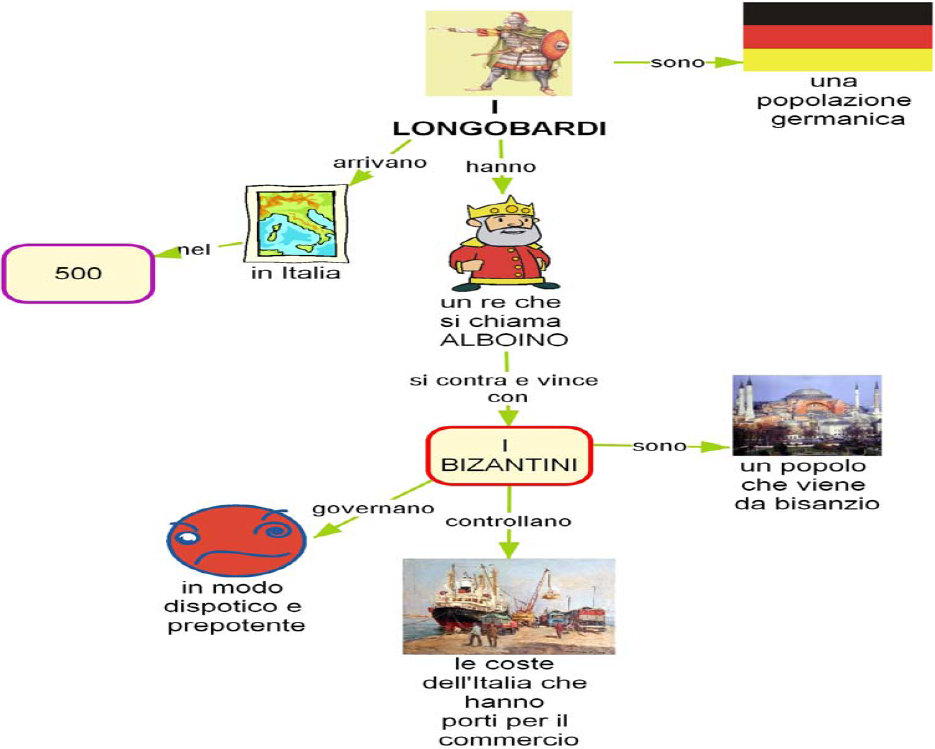 sono
una
popolazione
germanica
I
LONGOBARDI
arrivano
hanno
nel
500
in Italia
un re che
si chiama
ALBOINO
si contra e vince
con
I
BIZANTINI
sono
un popolo
che viene
da bisanzio
governano
controllano
in modo
dispotico e
prepotente
le coste
dell'Italia che
hanno
porti per il
commercio